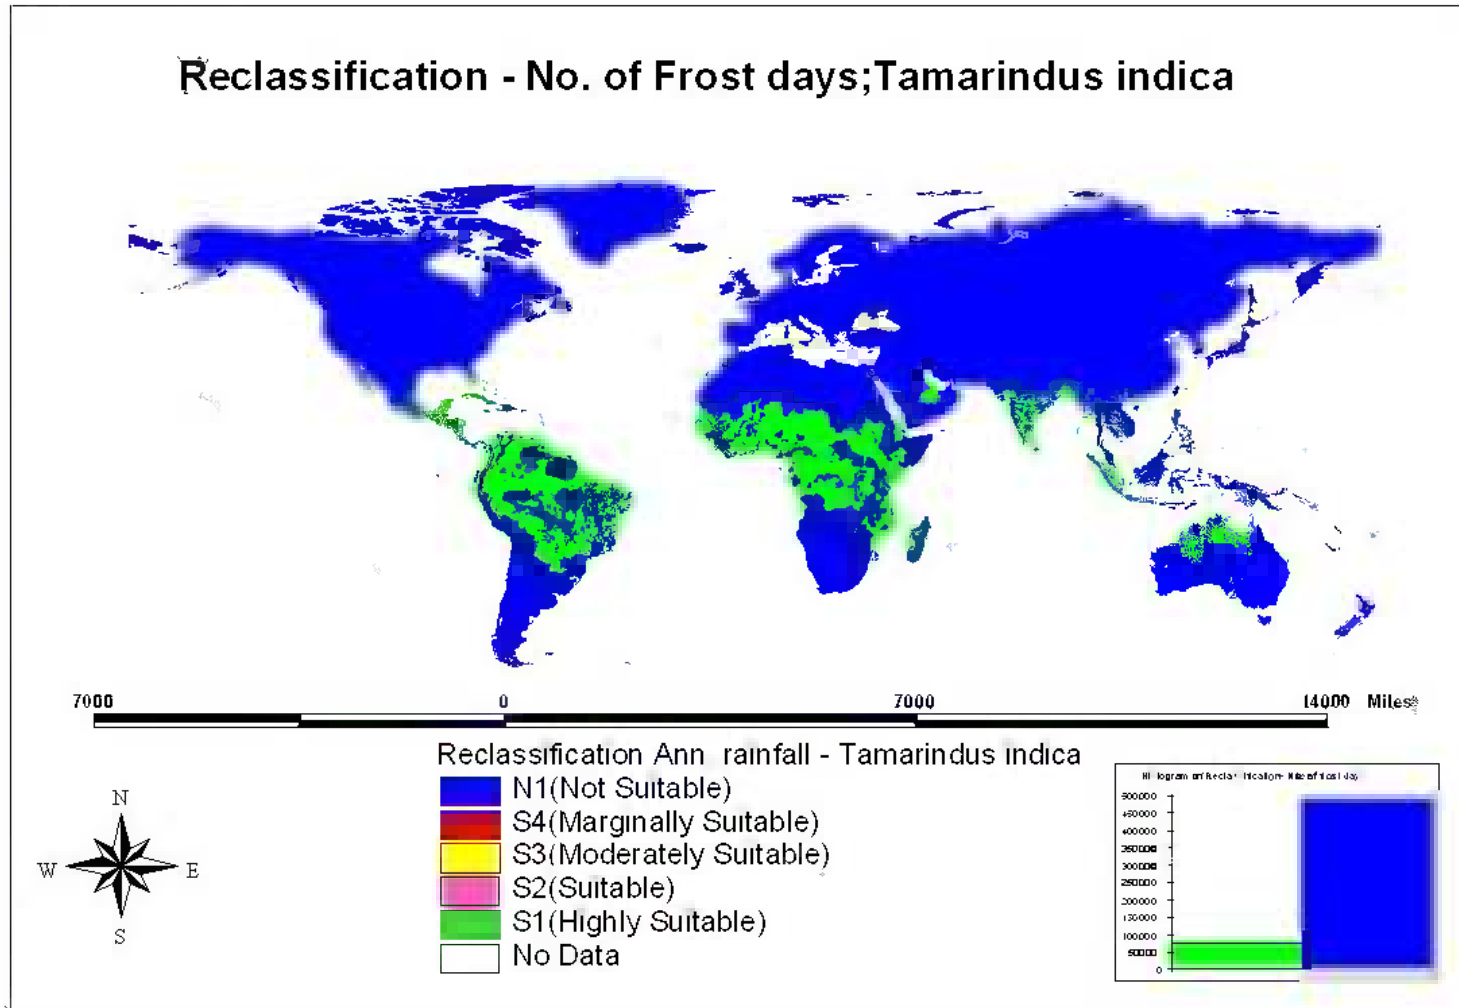 Reclassification - No. of Frost days;Tamarindus indica
7000 0 7000 14000 Miles
Reclassification Ann rainfall - Tamarindus indica
N1(Not Suitable)
S4(Marginally Suitable)
S3(Moderately Suitable)
S2(Suitable)
S1(Highly Suitable)
No Data
N
W E
S
500000
450000
400000
350000
300000
250000
200000
150000
100000
50000
0